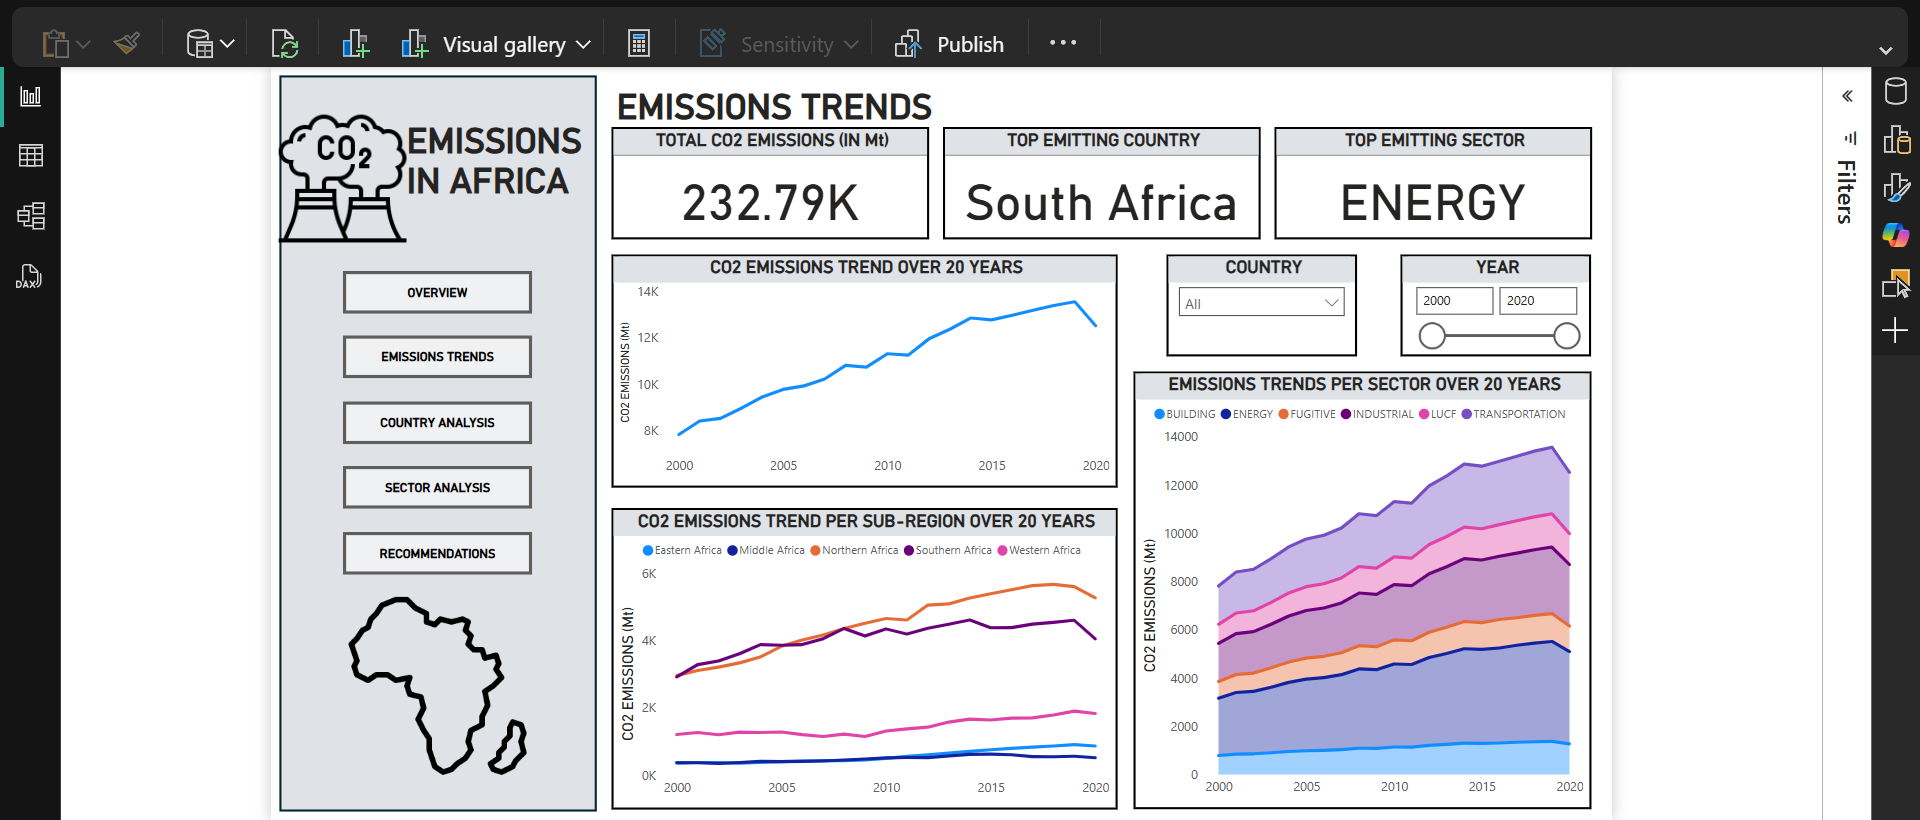 Visual gallery
Sensitivity
Publish
Filters
DAX
CO2
EMISSIONS
IN AFRICA
OVERVIEW
EMISSIONS TRENDS
COUNTRY ANALYSIS
SECTOR ANALYSIS
RECOMMENDATIONS
EMISSIONS TRENDS
TOTAL CO2 EMISSIONS (IN Mt)
232.79K
TOP EMITTING COUNTRY
South Africa
TOP EMITTING SECTOR
ENERGY
CO2 EMISSIONS TREND OVER 20 YEARS
CO2 EMISSIONS (Mt)
14K
12K
10K
8K
2000 2005 2010 2015 2020
COUNTRY
All
YEAR
2000 2020
CO2 EMISSIONS TREND PER SUB-REGION OVER 20 YEARS
Eastern Africa Middle Africa Northern Africa Southern Africa Western Africa
CO2 EMISSIONS (Mt)
6K
4K
2K
0K
2000 2005 2010 2015 2020
EMISSIONS TRENDS PER SECTOR OVER 20 YEARS
BUILDING ENERGY FUGITIVE INDUSTRIAL LUCF TRANSPORTATION
CO2 EMISSIONS (Mt)
14000
12000
10000
8000
6000
4000
2000
0
2000 2005 2010 2015 2020